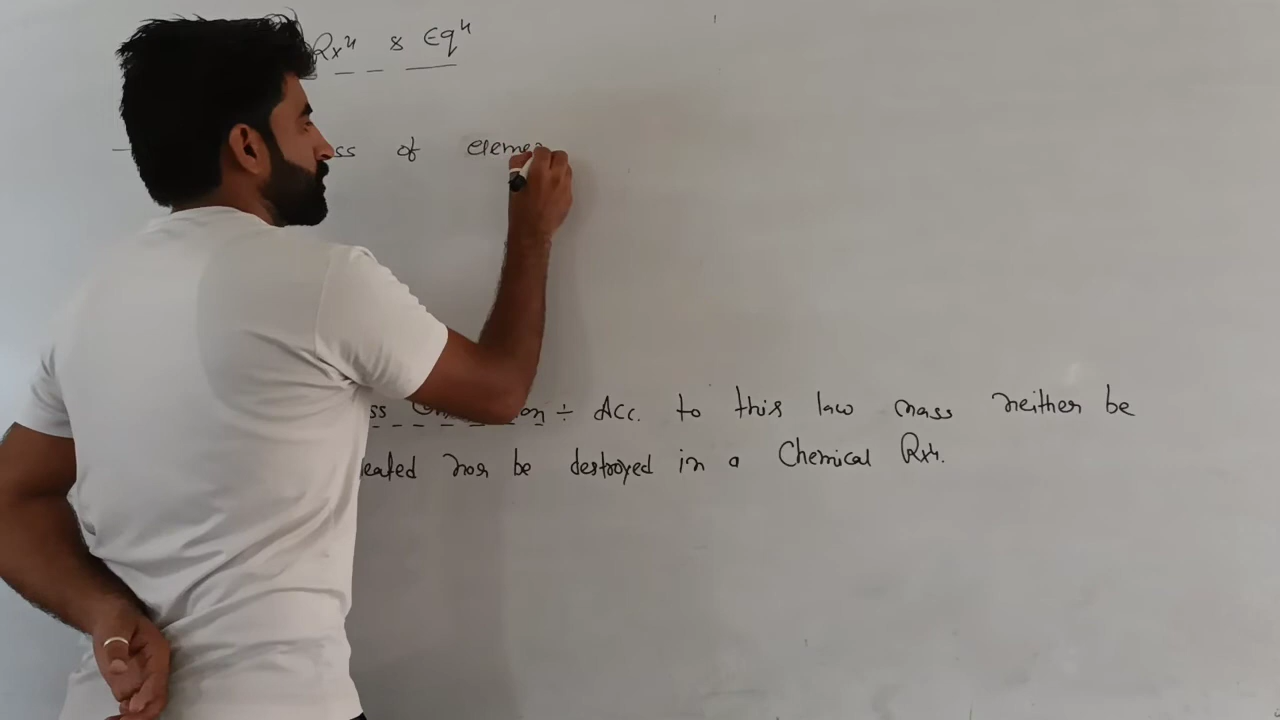 Rxⁿ & Eqⁿ
ss of eleme
ss on ÷ Acc. to this law mass neither be
eated nor be destroyed in a Chemical Rxⁿ.